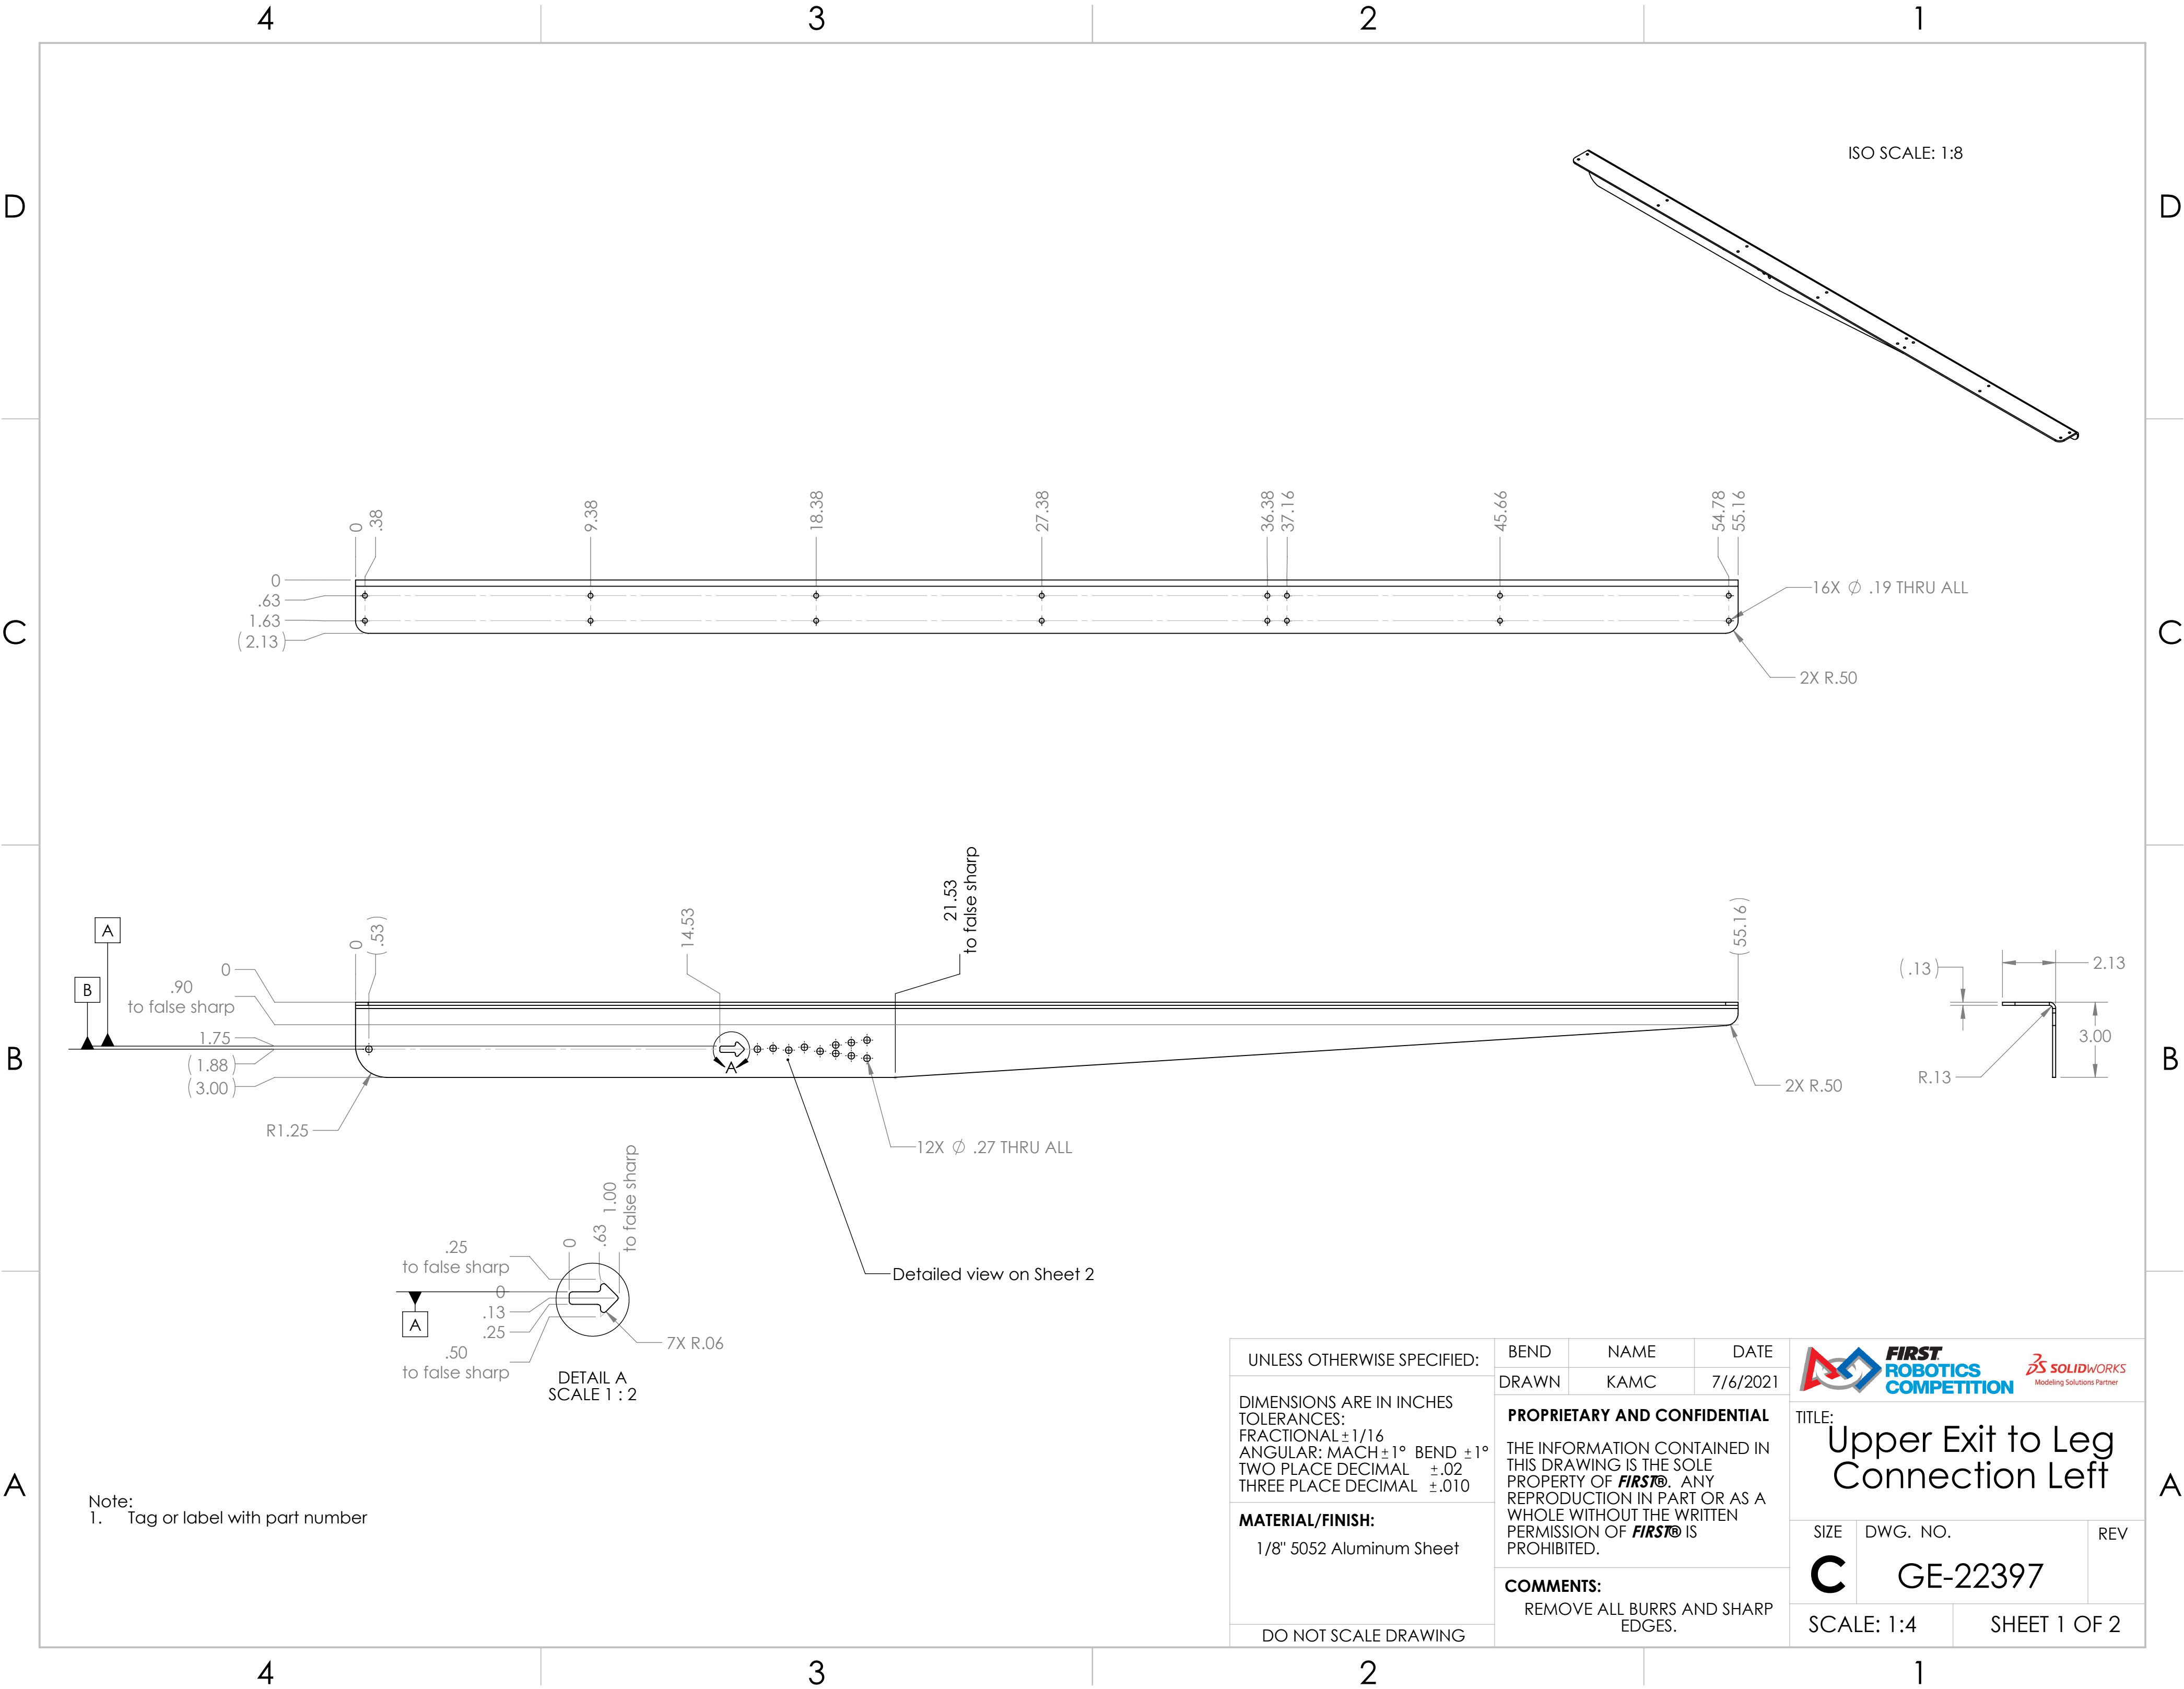 4
3
2
1
D
D
ISO SCALE: 1:8
0
.38
9.38
18.38
27.38
36.38
37.16
45.66
54.78
55.16
0
.63
1.63
( 2.13 )
16X ∅ .19 THRU ALL
2X R.50
C
C
21.53
to false sharp
A
B
0
(.53 )
14.53
( 55.16 )
0
.90
to false sharp
1.75
( 1.88 )
( 3.00 )
R1.25
A
12X ∅ .27 THRU ALL
2X R.50
( .13 )
2.13
3.00
R.13
B
B
Detailed view on Sheet 2
0
.63
1.00
to false sharp
.25
to false sharp
0
.13
.25
.50
to false sharp
A
7X R.06
DETAIL A
SCALE 1 : 2
A
A
Note:
1. Tag or label with part number
UNLESS OTHERWISE SPECIFIED:
DIMENSIONS ARE IN INCHES
TOLERANCES:
FRACTIONAL ± 1/16
ANGULAR: MACH ± 1° BEND ± 1°
TWO PLACE DECIMAL ± .02
THREE PLACE DECIMAL ± .010
MATERIAL/FINISH:
1/8" 5052 Aluminum Sheet
DO NOT SCALE DRAWING
BEND NAME DATE
DRAWN KAMC 7/6/2021
PROPRIETARY AND CONFIDENTIAL
THE INFORMATION CONTAINED IN
THIS DRAWING IS THE SOLE
PROPERTY OF FIRST®. ANY
REPRODUCTION IN PART OR AS A
WHOLE WITHOUT THE WRITTEN
PERMISSION OF FIRST® IS
PROHIBITED.
COMMENTS:
REMOVE ALL BURRS AND SHARP
EDGES.
FIRST
ROBOTICS
COMPETITION
SOLIDWORKS
Modeling Solutions Partner
TITLE:
Upper Exit to Leg
Connection Left
SIZE DWG. NO. REV
C GE-22397
SCALE: 1:4 SHEET 1 OF 2
4
3
2
1